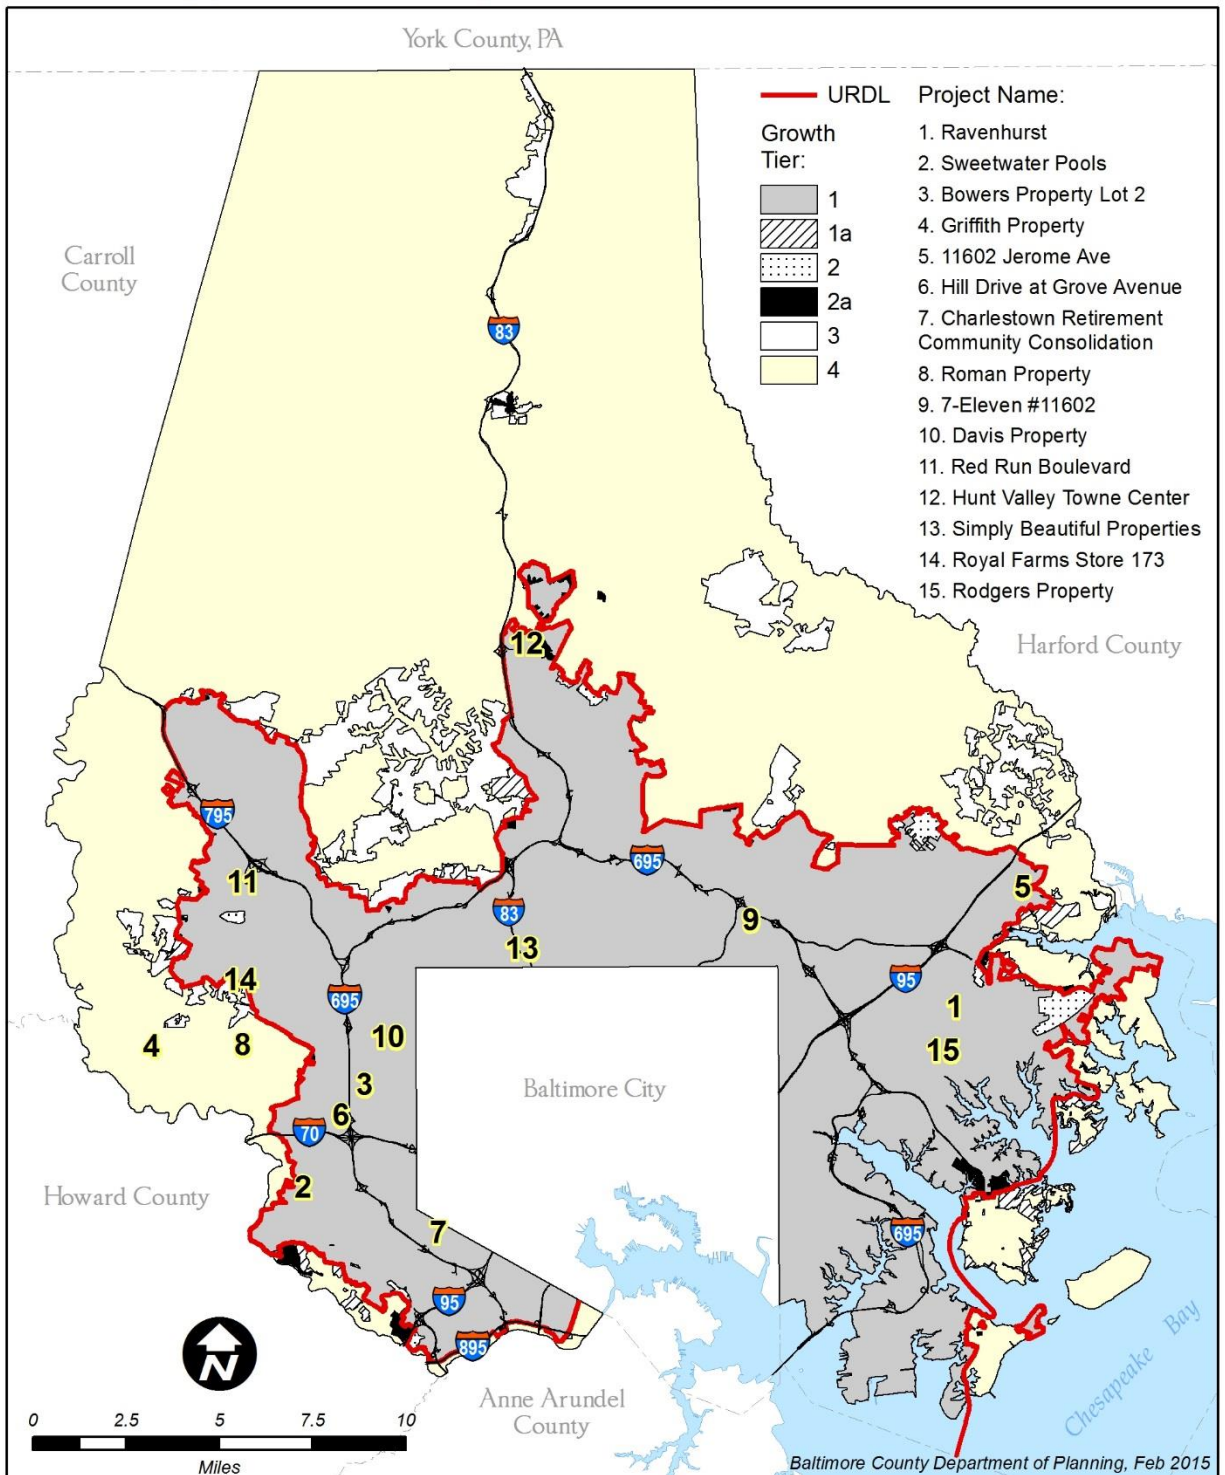 York County, PA
URDL
Growth
Tier:
1
1a
2
2a
3
4
Project Name:
1. Ravenhurst
2. Sweetwater Pools
3. Bowers Property Lot 2
4. Griffith Property
5. 11602 Jerome Ave
6. Hill Drive at Grove Avenue
7. Charlestown Retirement
Community Consolidation
8. Roman Property
9. 7-Eleven #11602
10. Davis Property
11. Red Run Boulevard
12. Hunt Valley Towne Center
13. Simply Beautiful Properties
14. Royal Farms Store 173
15. Rodgers Property
Carroll
County
83
Harford County
12
795
695
11
5
83
9
13
14
695
95
1
10
4
8
15
3
Baltimore City
6
70
2
Howard County
7
695
95
895
N
Anne Arundel
County
Chesapeake Bay
0 2.5 5 7.5 10
Miles
Baltimore County Department of Planning, Feb 2015